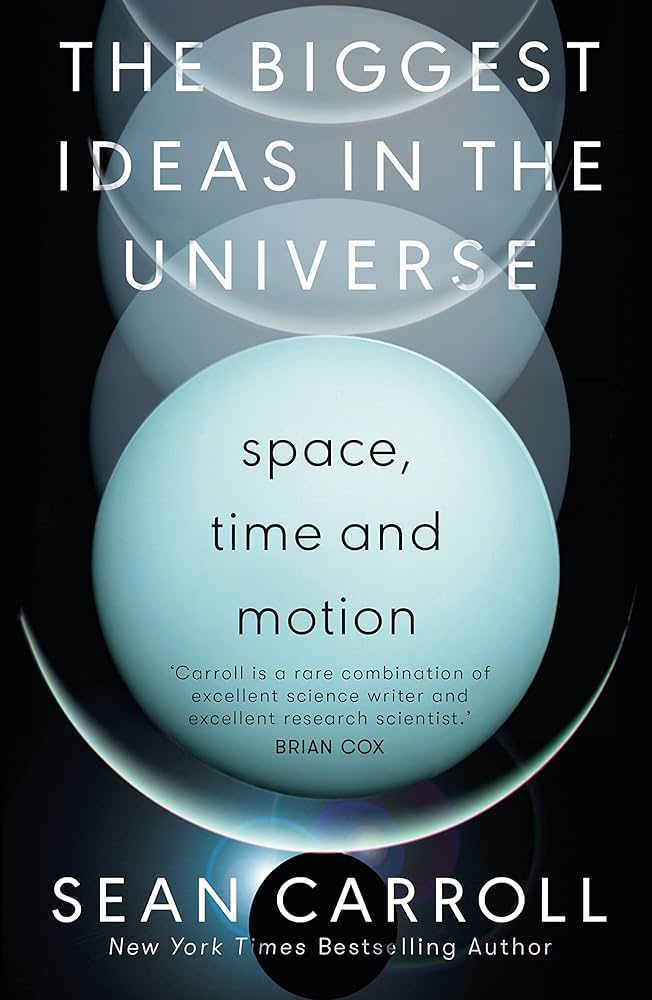 THE BIGGEST
IDEAS IN THE
UNIVERSE
space,
time and
motion
‘Carroll is a rare combination of
excellent science writer and
excellent research scientist.’
BRIAN COX
SEAN CARROLL
New York Times Bestselling Author